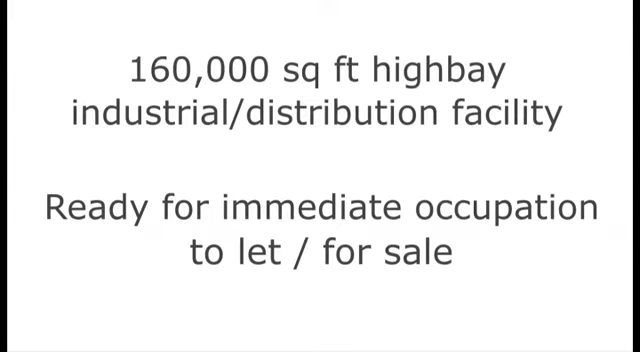 160,000 sq ft highbay
industrial/distribution facility
Ready for immediate occupation
to let / for sale